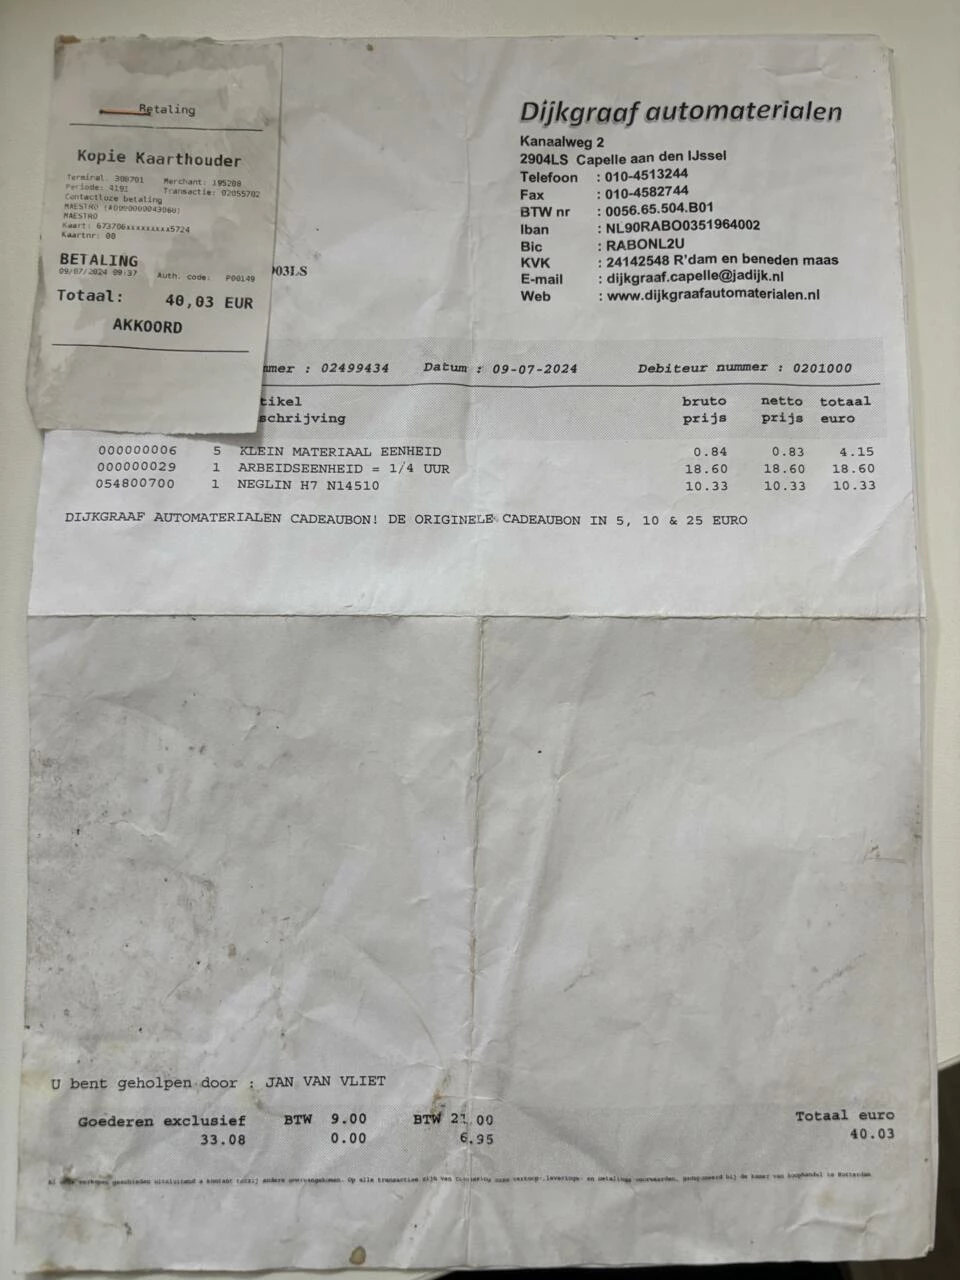 Betaling
Kopie Kaarthouder
Terminal: 308701 Merchant: 195208
Periode: 4191 Transactie: 02055702
Contactloze betaling
MAESTRO (A0000000043060)
MAESTRO
Kaart: 673706xxxxxxxxx5724
Kaartnr: 00
BETALING
09/07/2024 09:37 Auth. code: P00149
Totaal: 40,03 EUR
AKKOORD
Dijkgraaf automaterialen
Kanaalweg 2
2904LS Capelle aan den IJssel
Telefoon : 010-4513244
Fax : 010-4582744
BTW nr : 0056.65.504.B01
Iban : NL90RABO0351964002
Bic : RABONL2U
KVK : 24142548 R'dam en beneden maas
E-mail : dijkgraaf.capelle@jadijk.nl
Web : www.dijkgraafautomaterialen.nl
03LS
mmer : 02499434 Datum : 09-07-2024 Debiteur nummer : 0201000
tikel bruto netto totaal
schrijving prijs prijs euro
000000006 5 KLEIN MATERIAAL EENHEID 0.84 0.83 4.15
000000029 1 ARBEIDSEENHEID = 1/4 UUR 18.60 18.60 18.60
054800700 1 NEGLIN H7 N14510 10.33 10.33 10.33
DIJKGRAAF AUTOMATERIALEN CADEAUBON! DE ORIGINELE CADEAUBON IN 5, 10 & 25 EURO
U bent geholpen door : JAN VAN VLIET
Goederen exclusief BTW 9.00 BTW 21.00 Totaal euro
33.08 0.00 6.95 40.03